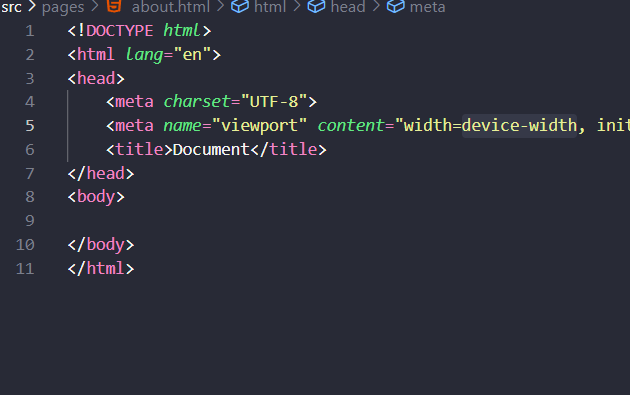 src > pages > about.html > html > head > meta
1 <!DOCTYPE html>
2 <html lang="en">
3 <head>
4     <meta charset="UTF-8">
5     <meta name="viewport" content="width=device-width, init
6     <title>Document</title>
7 </head>
8 <body>
9
10 </body>
11 </html>